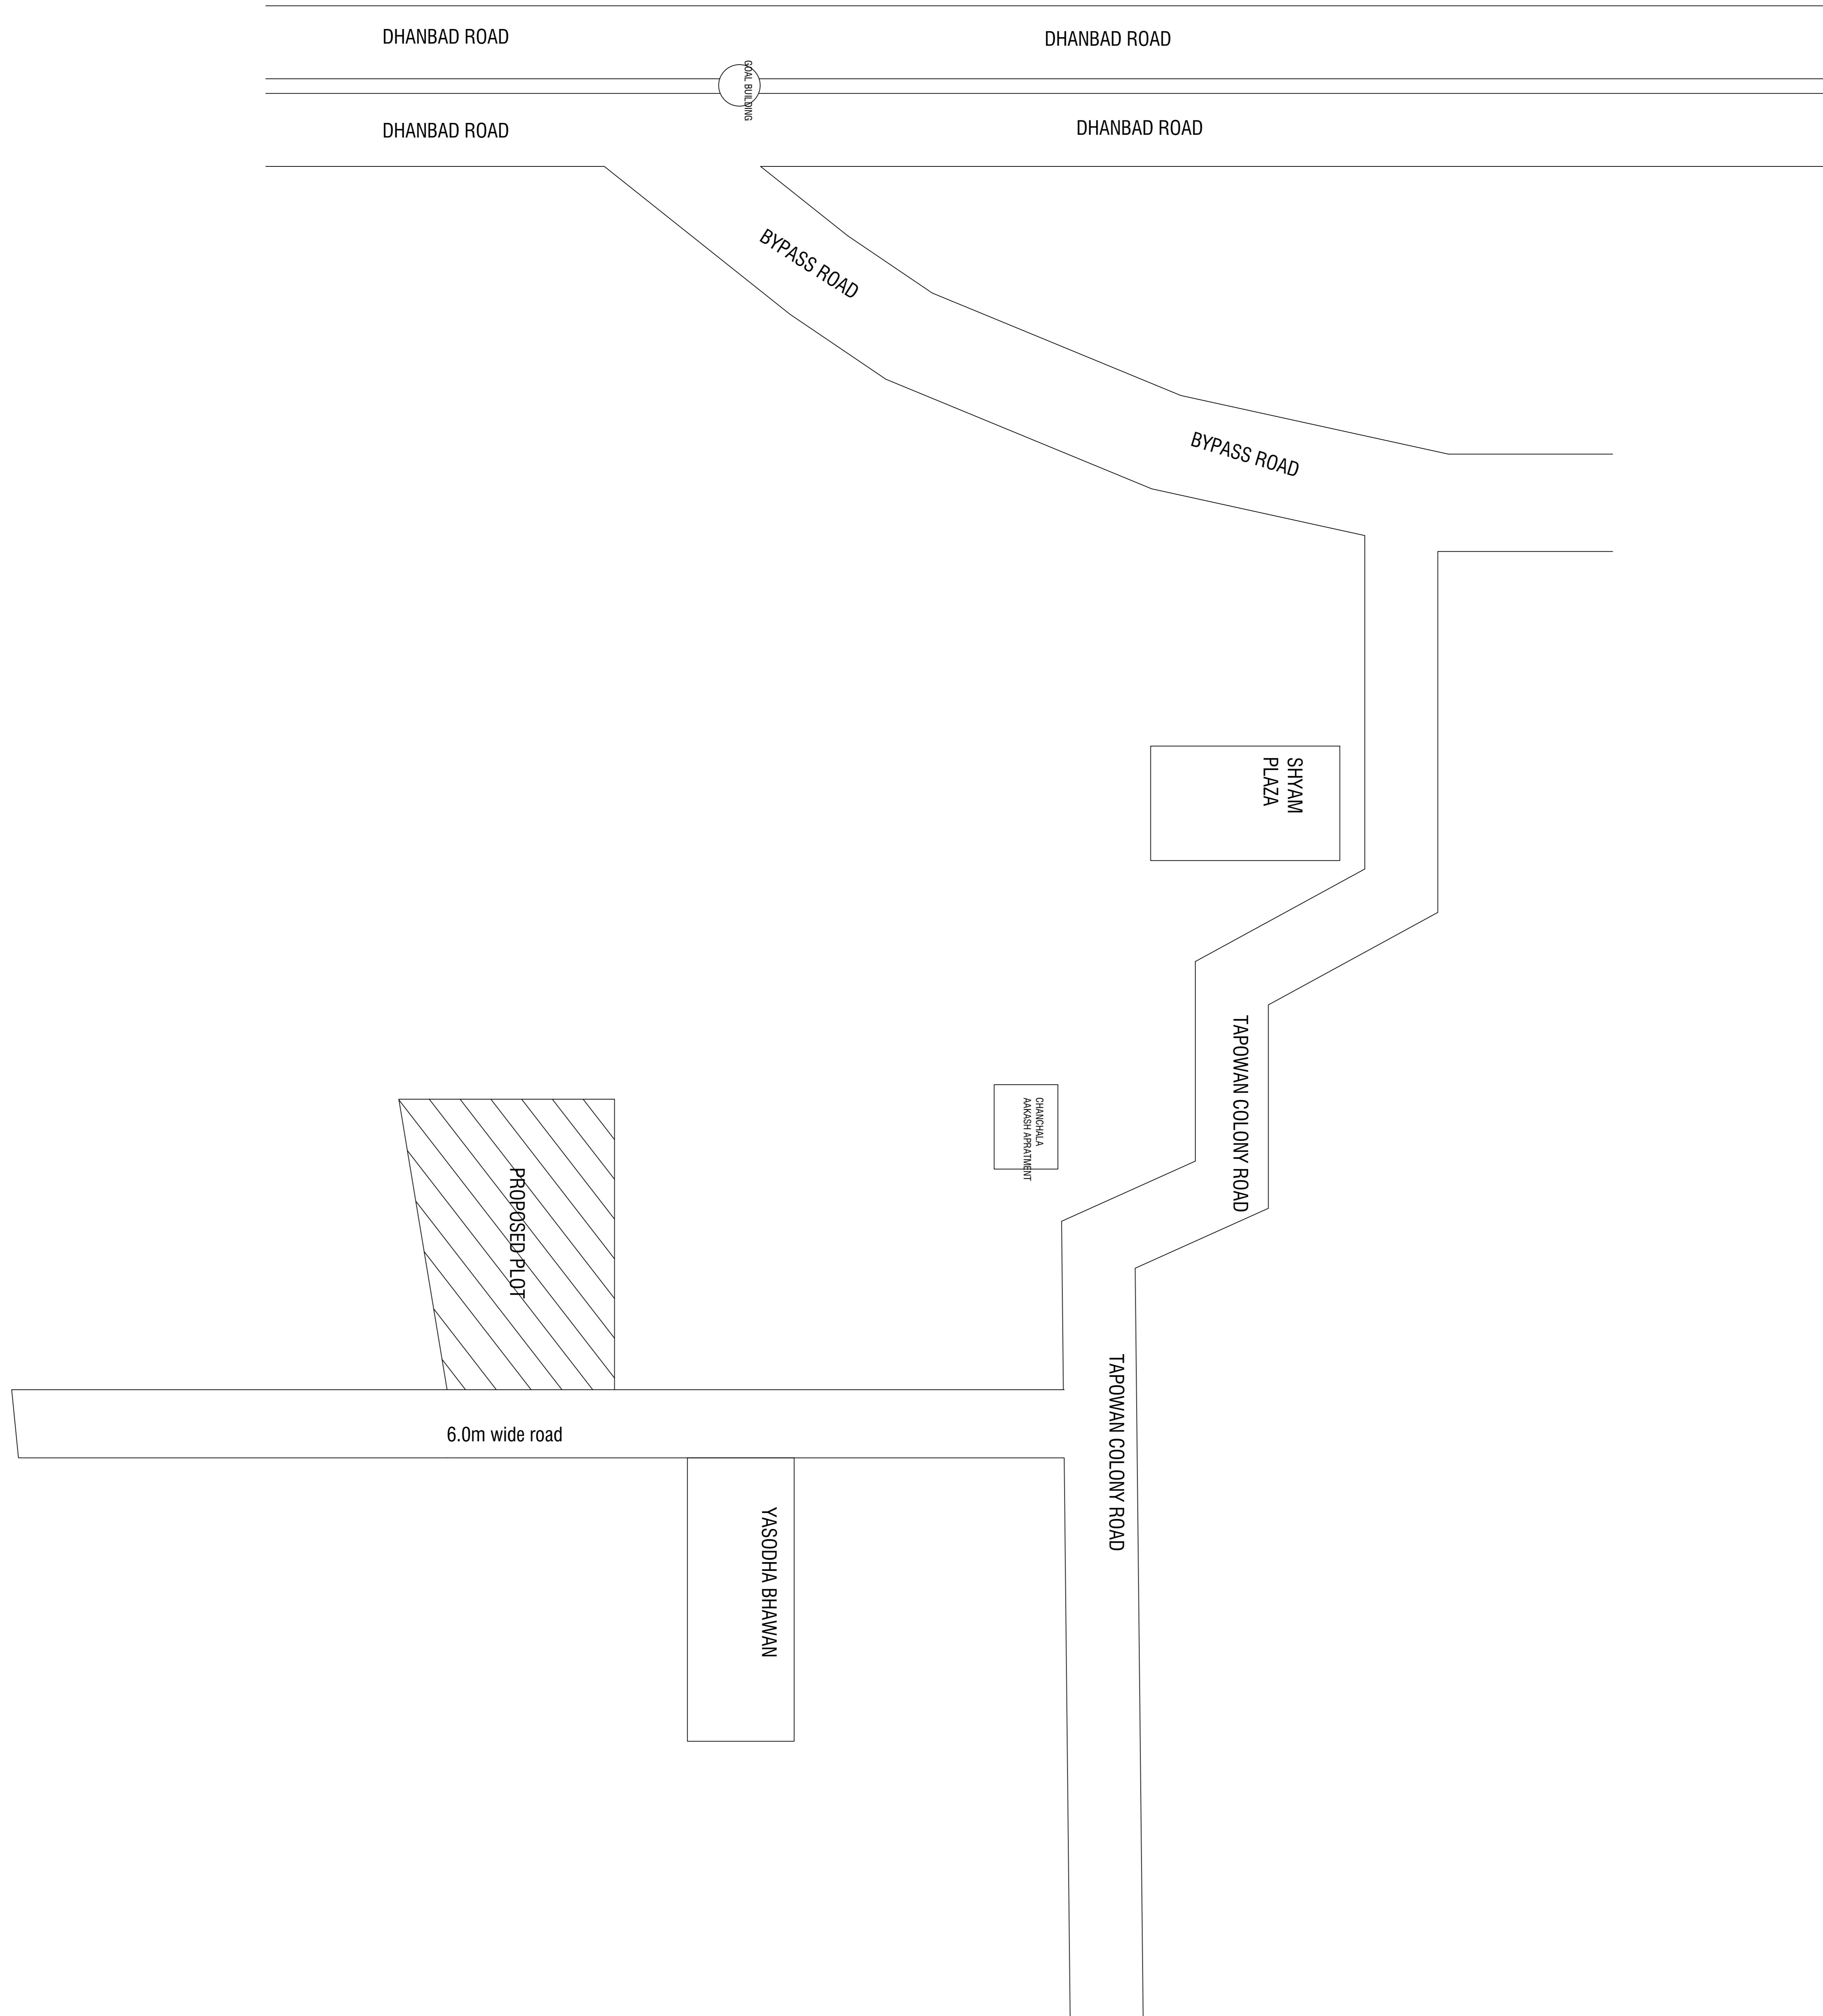 DHANBAD ROAD
DHANBAD ROAD
GOAL BUILDING
DHANBAD ROAD
DHANBAD ROAD
BYPASS ROAD
BYPASS ROAD
SHYAM
PLAZA
TAPOWAN COLONY ROAD
CHANCHALA
AAKASH APRATMENT
PROPOSED PLOT
TAPOWAN COLONY ROAD
6.0m wide road
YASODHA BHAWAN